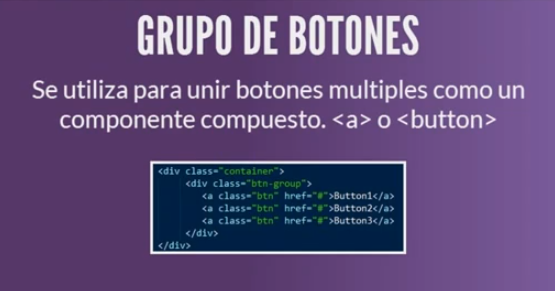 GRUPO DE BOTONES
Se utiliza para unir botones multiples como un
componente compuesto. <a> o <button>
<div class="container">
<div class="btn-group">
<a class="btn" href="#">Button1</a>
<a class="btn" href="#">Button2</a>
<a class="btn" href="#">Button3</a>
</div>
</div>